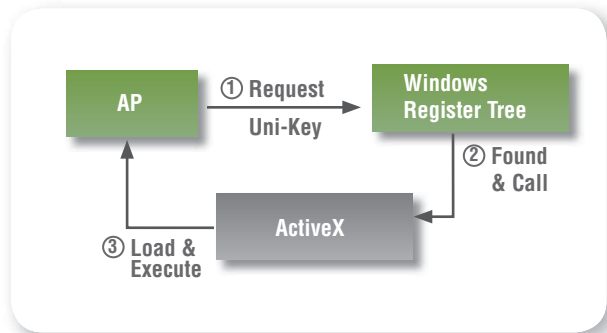 AP
① Request
Uni-Key
Windows
Register Tree
② Found
& Call
ActiveX
③ Load &
Execute